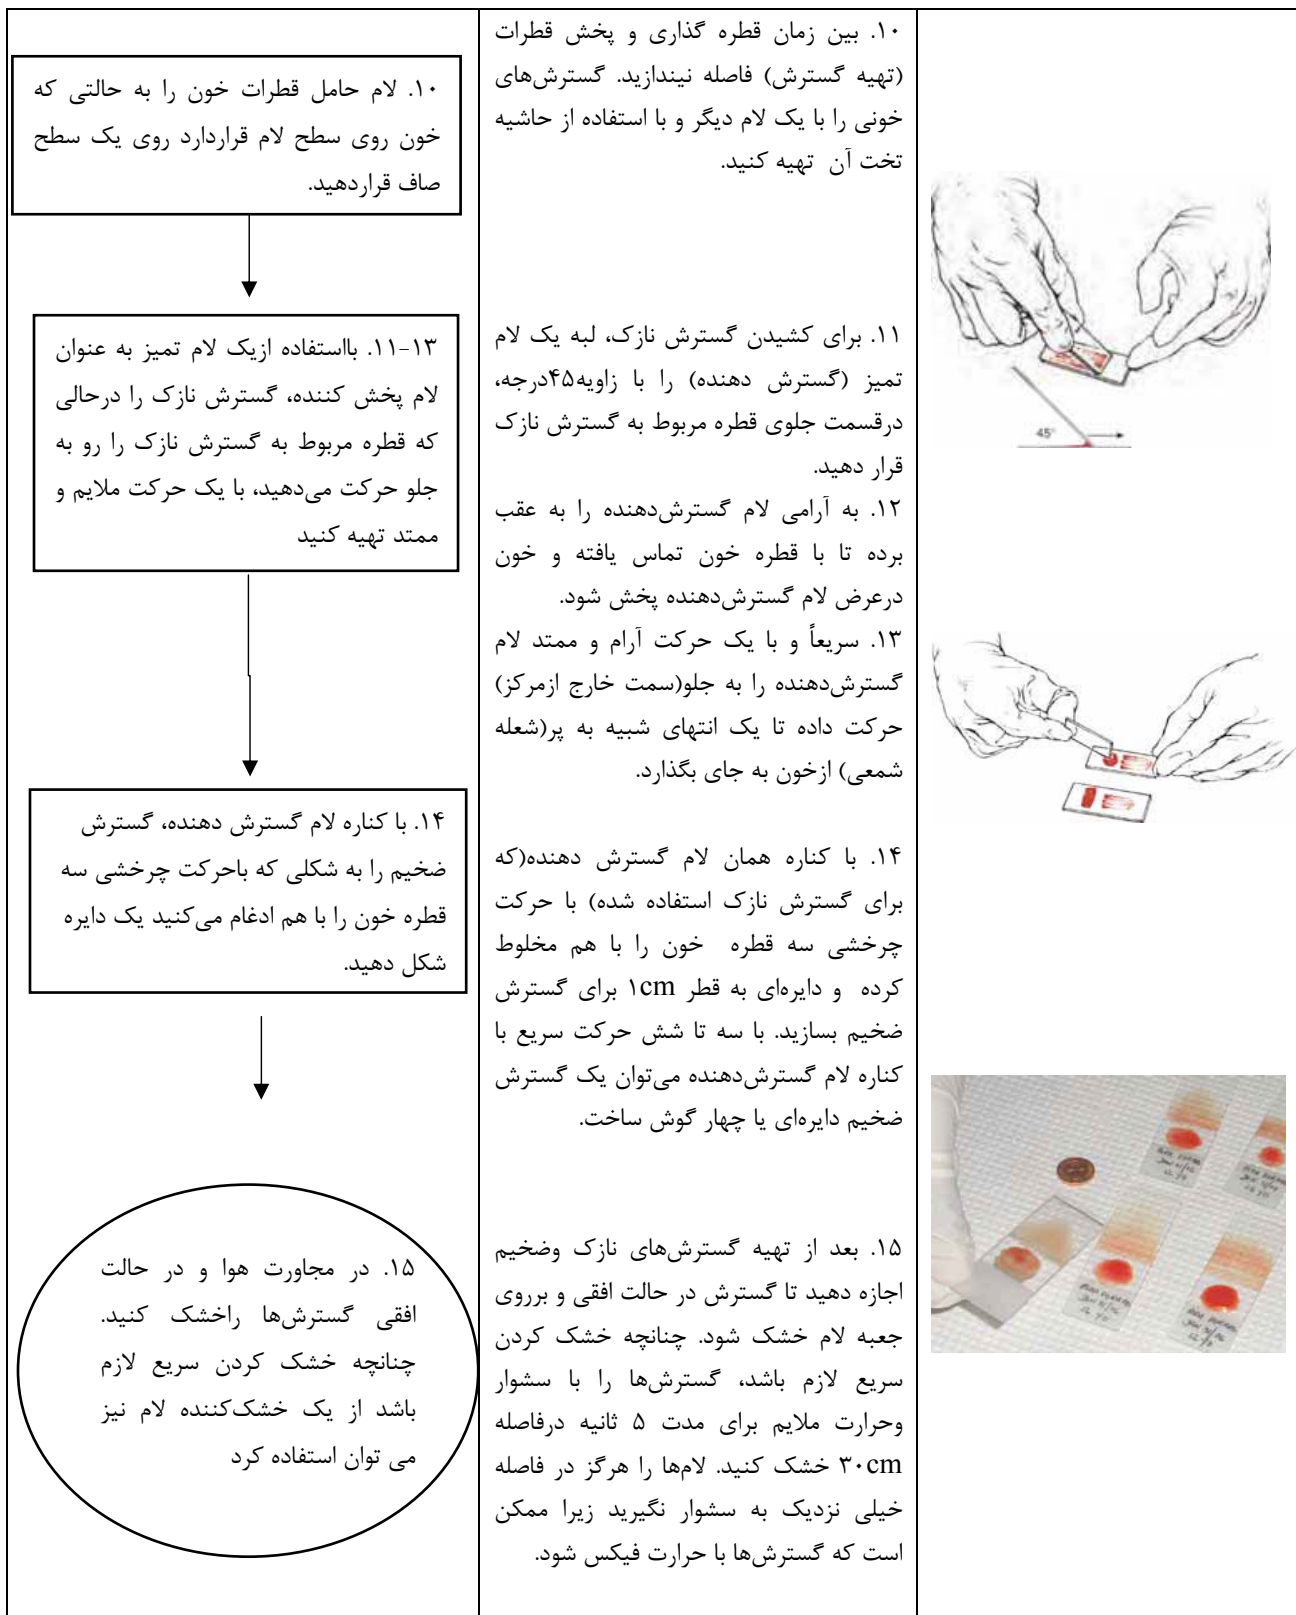 ۱۰. لام حامل قطرات خون را به حالتی که
خون روی سطح لام قراردارد روی یک سطح
صاف قراردهید.
۱۱-۱۳. بااستفاده ازیک لام تمیز به عنوان
لام پخش کننده، گسترش نازک را درحالی
که قطره مربوط به گسترش نازک را رو به
جلو حرکت می‌دهید، با یک حرکت ملایم و
ممتد تهیه کنید
۱۴. با کناره لام گسترش دهنده، گسترش
ضخیم را به شکلی که باحرکت چرخشی سه
قطره خون را با هم ادغام می‌کنید یک دایره
شکل دهید.
۱۵. در مجاورت هوا و در حالت
افقی گسترش‌ها راخشک کنید.
چنانچه خشک کردن سریع لازم
باشد از یک خشک‌کننده لام نیز
می توان استفاده کرد
۱۰. بین زمان قطره گذاری و پخش قطرات
(تهیه گسترش) فاصله نیندازید. گسترش‌های
خونی را با یک لام دیگر و با استفاده از حاشیه
تخت آن تهیه کنید.
۱۱. برای کشیدن گسترش نازک، لبه یک لام
تمیز (گسترش دهنده) را با زاویه۴۵درجه،
درقسمت جلوی قطره مربوط به گسترش نازک
قرار دهید.
۱۲. به آرامی لام گسترش‌دهنده را به عقب
برده تا با قطره خون تماس یافته و خون
درعرض لام گسترش‌دهنده پخش شود.
۱۳. سریعاً و با یک حرکت آرام و ممتد لام
گسترش‌دهنده را به جلو(سمت خارج ازمرکز)
حرکت داده تا یک انتهای شبیه به پر(شعله
شمعی) ازخون به جای بگذارد.
۱۴. با کناره همان لام گسترش دهنده(که
برای گسترش نازک استفاده شده) با حرکت
چرخشی سه قطره خون را با هم مخلوط
کرده و دایره‌ای به قطر ۱cm برای گسترش
ضخیم بسازید. با سه تا شش حرکت سریع با
کناره لام گسترش‌دهنده می‌توان یک گسترش
ضخیم دایره‌ای یا چهار گوش ساخت.
۱۵. بعد از تهیه گسترش‌های نازک وضخیم
اجازه دهید تا گسترش در حالت افقی و برروی
جعبه لام خشک شود. چنانچه خشک کردن
سریع لازم باشد، گسترش‌ها را با سشوار
وحرارت ملایم برای مدت ۵ ثانیه درفاصله
۳۰cm خشک کنید. لام‌ها را هرگز در فاصله
خیلی نزدیک به سشوار نگیرید زیرا ممکن
است که گسترش‌ها با حرارت فیکس شود.
45°